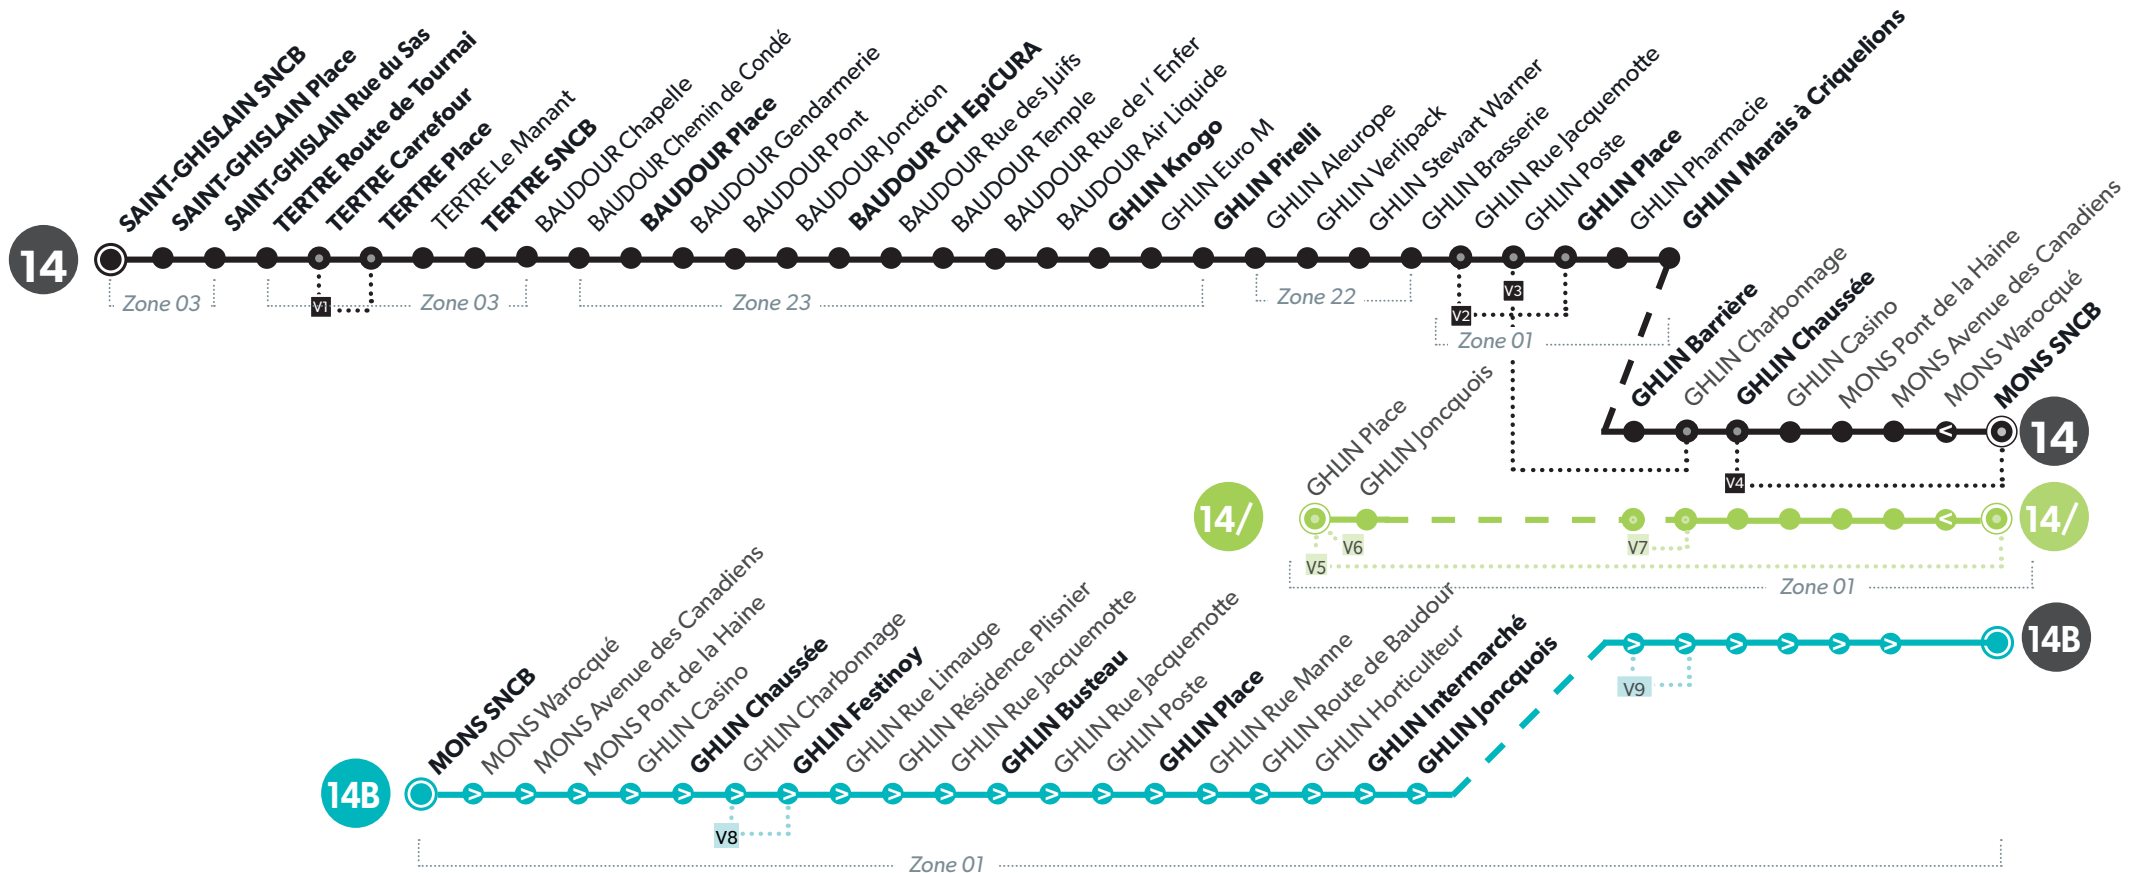 14
SAINT-GHISLAIN SNCB
SAINT-GHISLAIN Place
SAINT-GHISLAIN Rue du Sas
TERTRE Route de Tournai
TERTRE Carrefour
TERTRE Place
TERTRE Le Manant
TERTRE SNCB
BAUDOUR Chapelle
BAUDOUR Chemin de Condé
BAUDOUR Place
BAUDOUR Gendarmerie
BAUDOUR Pont
BAUDOUR Jonction
BAUDOUR CH EpiCURA
BAUDOUR Rue des Juifs
BAUDOUR Temple
BAUDOUR Rue de l' Enfer
BAUDOUR Air Liquide
GHLIN Knogo
GHLIN Euro M
GHLIN Pirelli
GHLIN Aleurope
GHLIN Verlipack
GHLIN Stewart Warner
GHLIN Brasserie
GHLIN Rue Jacquemotte
GHLIN Poste
GHLIN Place
GHLIN Pharmacie
GHLIN Marais à Criquelions
Zone 03
V1
Zone 03
Zone 23
Zone 22
V2
V3
Zone 01
GHLIN Barrière
GHLIN Charbonnage
GHLIN Chaussée
GHLIN Casino
MONS Pont de la Haine
MONS Avenue des Canadiens
MONS Warocqué
MONS SNCB
14
V4
14/
GHLIN Place
GHLIN Joncquois
14/
V5
V6
V7
Zone 01
14B
MONS SNCB
MONS Warocqué
MONS Avenue des Canadiens
MONS Pont de la Haine
GHLIN Casino
GHLIN Chaussée
GHLIN Charbonnage
GHLIN Festinoy
GHLIN Rue Limauge
GHLIN Résidence Plisnier
GHLIN Rue Jacquemotte
GHLIN Busteau
GHLIN Rue Jacquemotte
GHLIN Poste
GHLIN Place
GHLIN Rue Manne
GHLIN Route de Baudour
GHLIN Horticulteur
GHLIN Intermarché
GHLIN Joncquois
14B
V8
V9
Zone 01